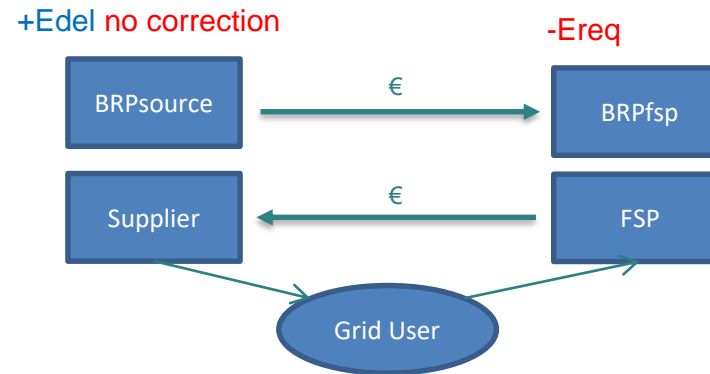 +Edel no correction
-Ereq
BRPsource
€
BRPfsp
Supplier
€
FSP
Grid User